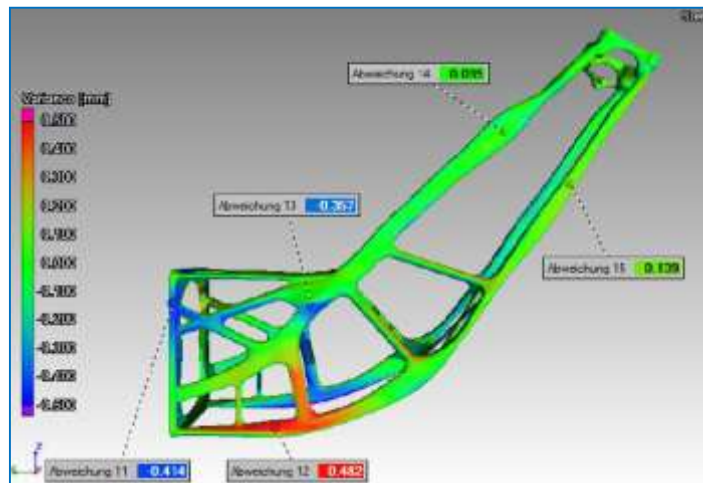 Variance [mm]
0.500
0.400
0.300
0.200
0.100
0.000
-0.100
-0.200
-0.300
-0.400
-0.500
Abweichung 14 0.095
Abweichung 13 -0.357
Abweichung 15 0.139
Abweichung 11 -0.414
Abweichung 12 0.482
Z